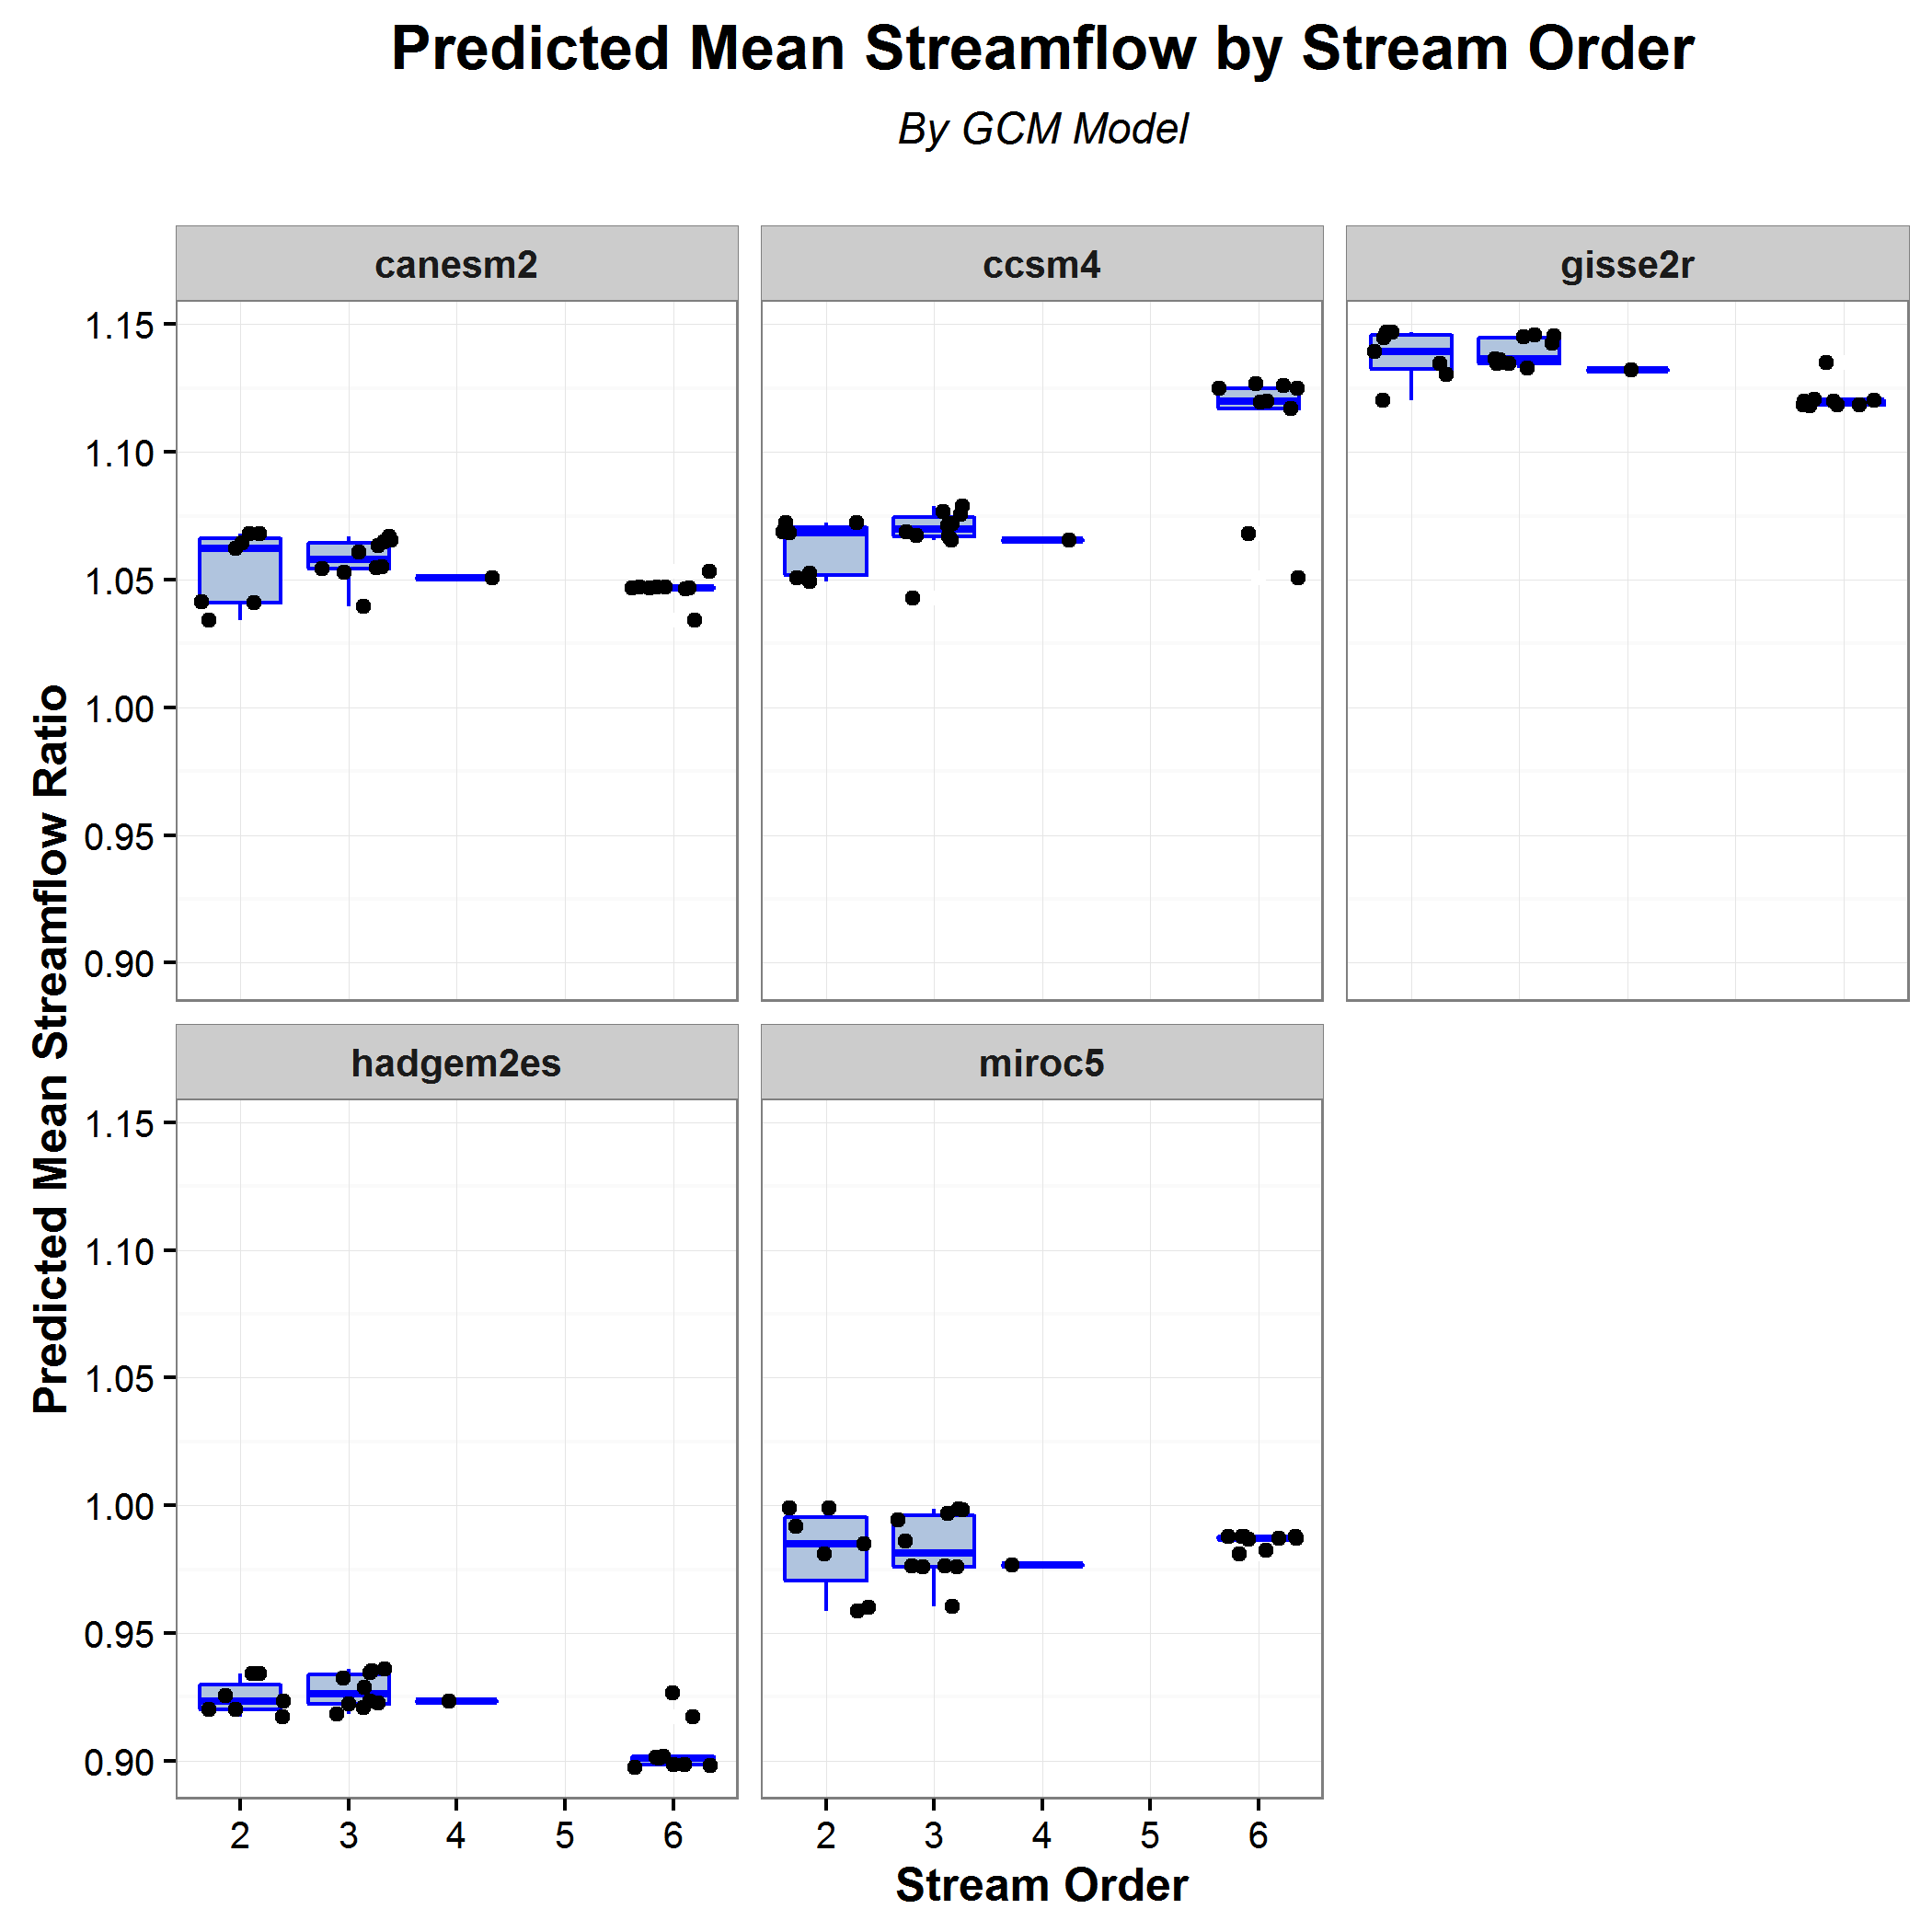 Predicted Mean Streamflow by Stream Order
By GCM Model
canesm2
ccsm4
gisse2r
1.15
1.10
1.05
1.00
0.95
0.90
Predicted Mean Streamflow Ratio
hadgem2es
miroc5
1.15
1.10
1.05
1.00
0.95
0.90
2 3 4 5 6
2 3 4 5 6
Stream Order